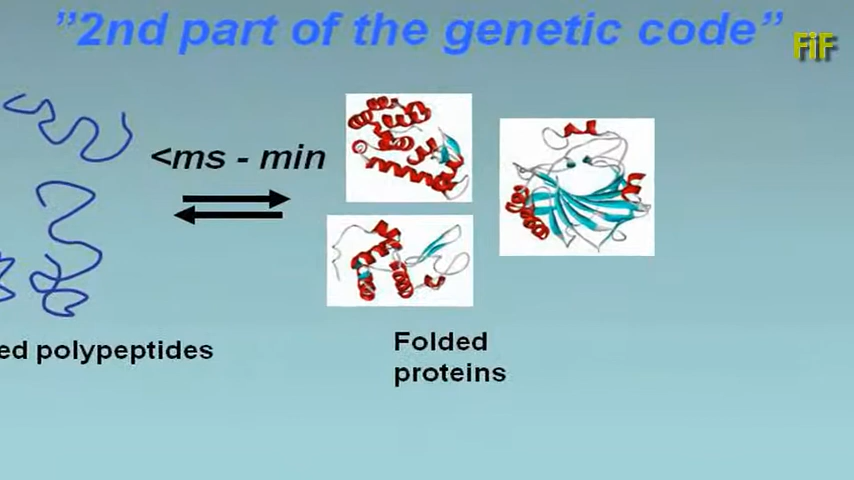 ”2nd part of the genetic code”
FiF
<ms - min
ed polypeptides
Folded
proteins